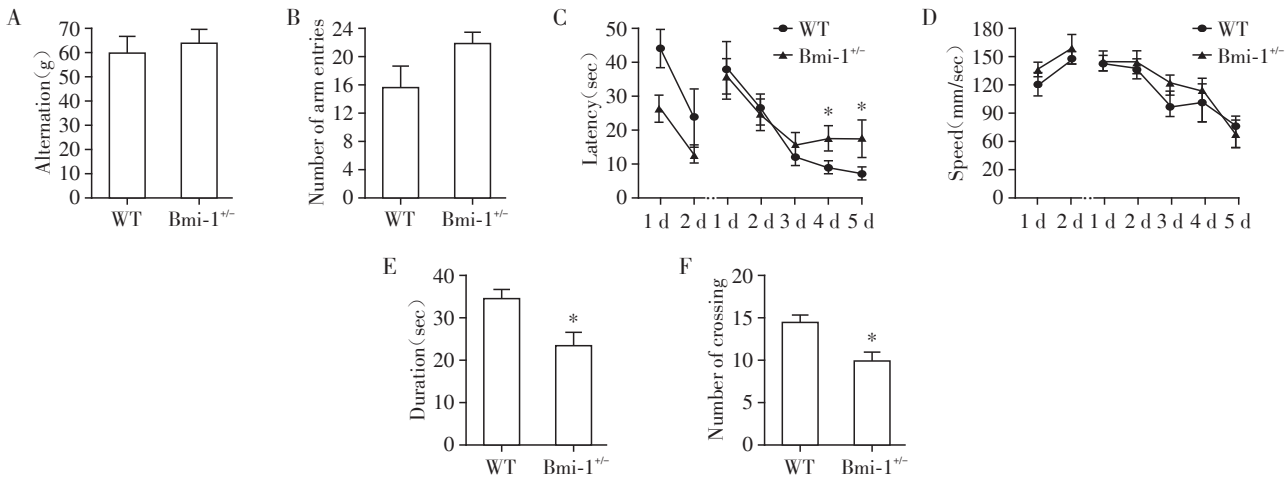 A
Alternation(g)
70
60
50
40
30
20
10
0
WT
Bmi-1+/-
B
Number of arm entries
24
20
16
12
8
4
0
WT
Bmi-1+/-
C
WT
Bmi-1+/-
Latency(sec)
50
40
30
20
10
0
*
*
1 d 2 d 1 d 2 d 3 d 4 d 5 d
D
WT
Bmi-1+/-
Speed(mm/sec)
180
150
120
90
60
150
0
1 d 2 d 1 d 2 d 3 d 4 d 5 d
E
Duration(sec)
40
30
20
10
0
*
WT
Bmi-1+/-
F
Number of crossing
20
15
10
5
0
*
WT
Bmi-1+/-